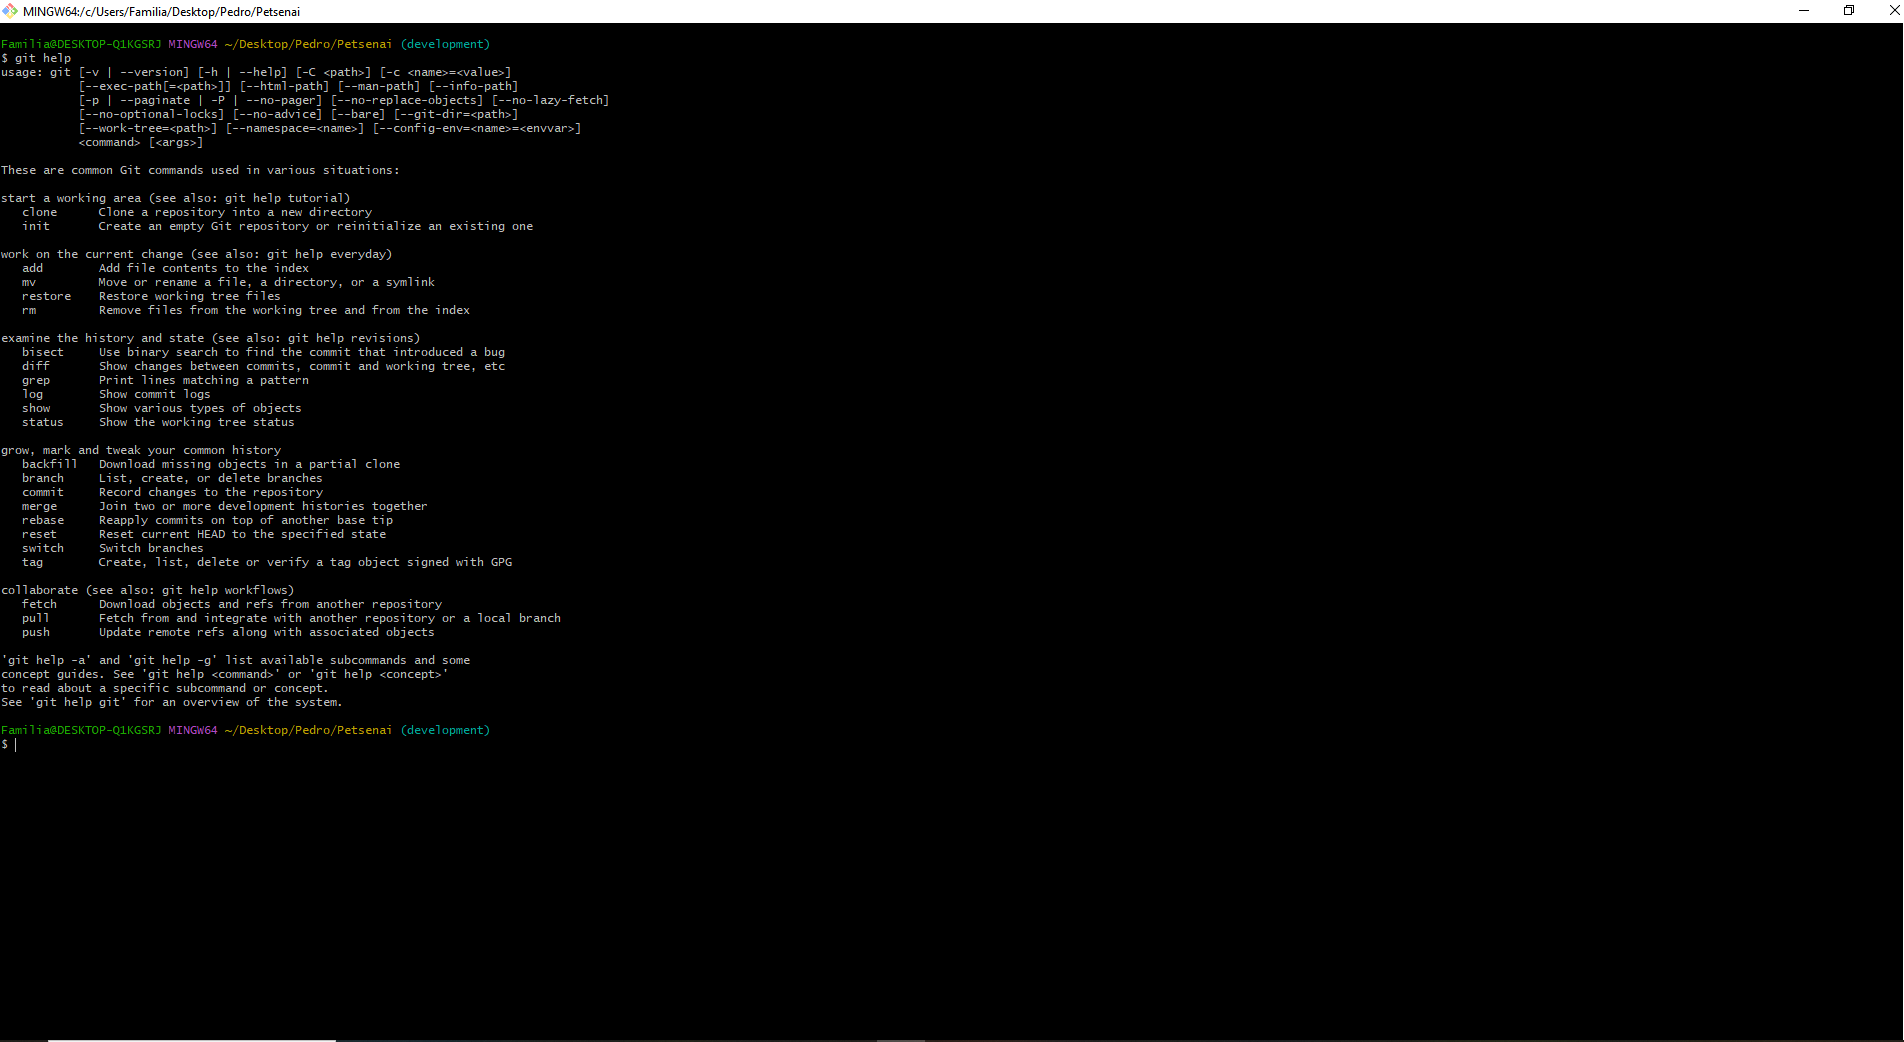 MINGW64:/c/Users/Familia/Desktop/Pedro/Petsenai
Familia@DESKTOP-Q1KGSRJ MINGW64 ~/Desktop/Pedro/Petsenai (development)
$ git help
usage: git [-v | --version] [-h | --help] [-C <path>] [-c <name>=<value>]
           [--exec-path[=<path>]] [--html-path] [--man-path] [--info-path]
           [-p | --paginate | -P | --no-pager] [--no-replace-objects] [--no-lazy-fetch]
           [--no-optional-locks] [--no-advice] [--bare] [--git-dir=<path>]
           [--work-tree=<path>] [--namespace=<name>] [--config-env=<name>=<envvar>]
           <command> [<args>]

These are common Git commands used in various situations:

start a working area (see also: git help tutorial)
   clone      Clone a repository into a new directory
   init       Create an empty Git repository or reinitialize an existing one

work on the current change (see also: git help everyday)
   add        Add file contents to the index
   mv         Move or rename a file, a directory, or a symlink
   restore    Restore working tree files
   rm         Remove files from the working tree and from the index

examine the history and state (see also: git help revisions)
   bisect     Use binary search to find the commit that introduced a bug
   diff       Show changes between commits, commit and working tree, etc
   grep       Print lines matching a pattern
   log        Show commit logs
   show       Show various types of objects
   status     Show the working tree status

grow, mark and tweak your common history
   backfill   Download missing objects in a partial clone
   branch     List, create, or delete branches
   commit     Record changes to the repository
   merge      Join two or more development histories together
   rebase     Reapply commits on top of another base tip
   reset      Reset current HEAD to the specified state
   switch     Switch branches
   tag        Create, list, delete or verify a tag object signed with GPG

collaborate (see also: git help workflows)
   fetch      Download objects and refs from another repository
   pull       Fetch from and integrate with another repository or a local branch
   push       Update remote refs along with associated objects

'git help -a' and 'git help -g' list available subcommands and some
concept guides. See 'git help <command>' or 'git help <concept>'
to read about a specific subcommand or concept.
See 'git help git' for an overview of the system.

Familia@DESKTOP-Q1KGSRJ MINGW64 ~/Desktop/Pedro/Petsenai (development)
$